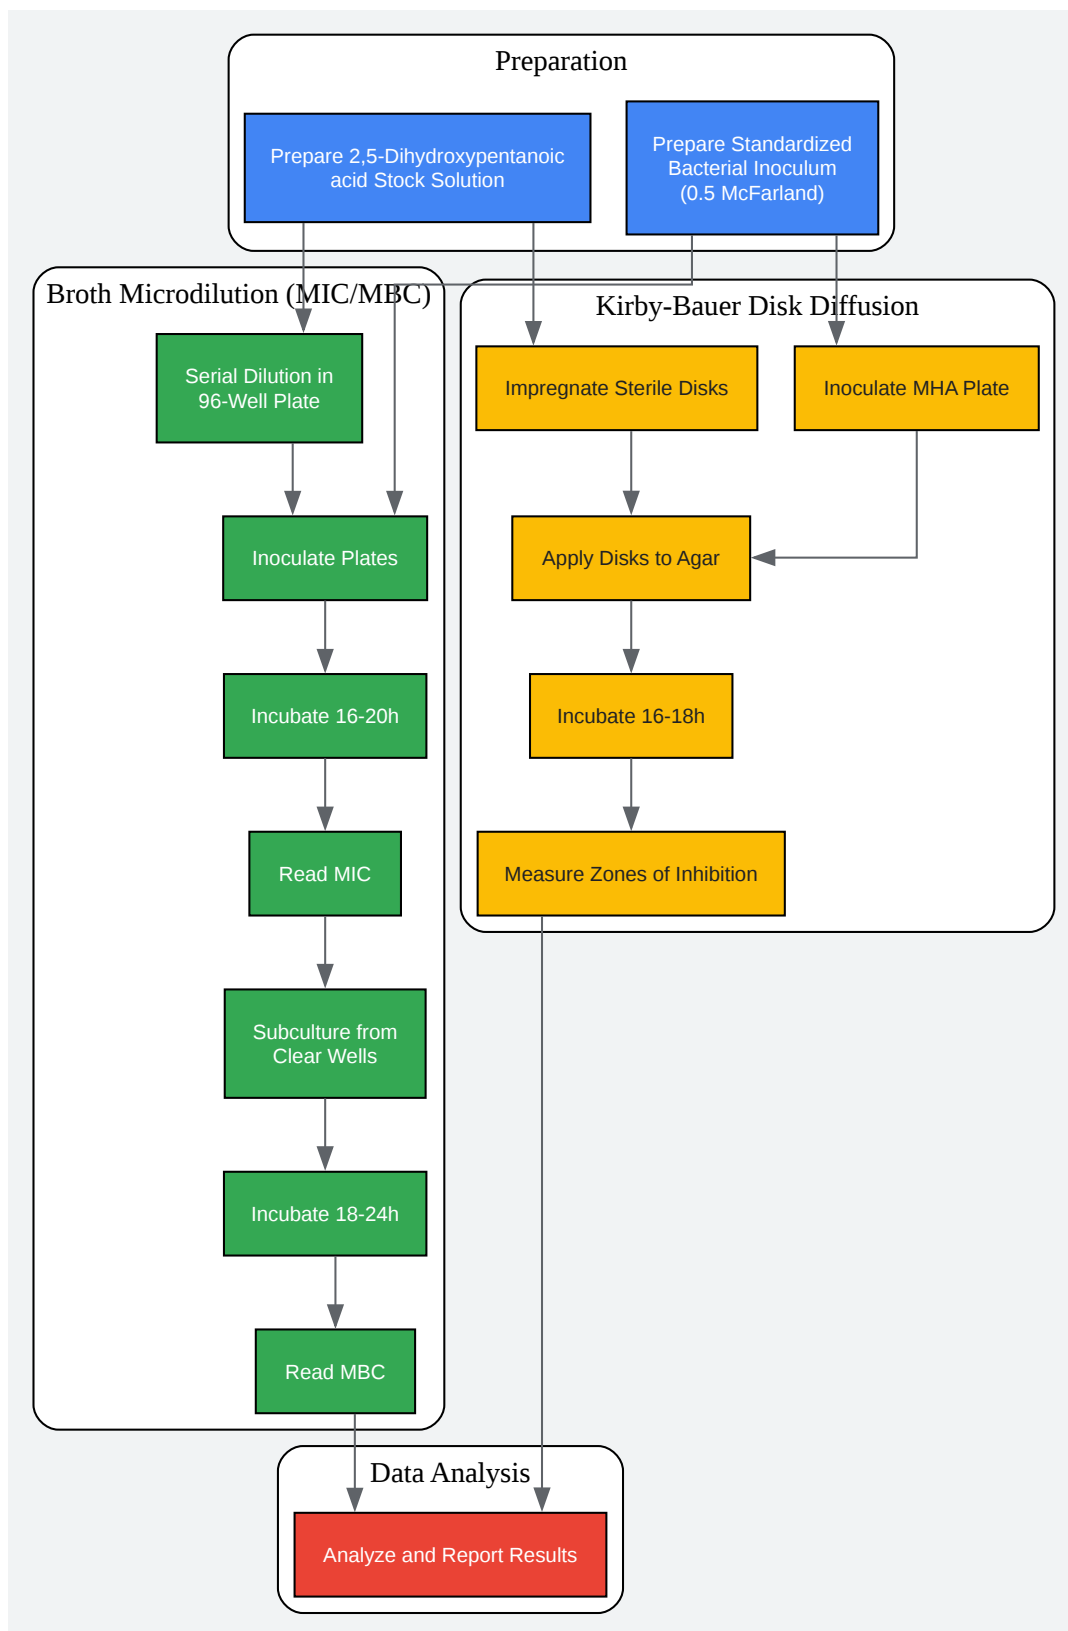 Preparation
Prepare 2,5-Dihydroxypentanoic
acid Stock Solution
Prepare Standardized
Bacterial Inoculum
(0.5 McFarland)
Broth Microdilution (MIC/MBC)
Serial Dilution in
96-Well Plate
Inoculate Plates
Incubate 16-20h
Read MIC
Subculture from
Clear Wells
Incubate 18-24h
Read MBC
Kirby-Bauer Disk Diffusion
Impregnate Sterile Disks
Inoculate MHA Plate
Apply Disks to Agar
Incubate 16-18h
Measure Zones of Inhibition
Data Analysis
Analyze and Report Results